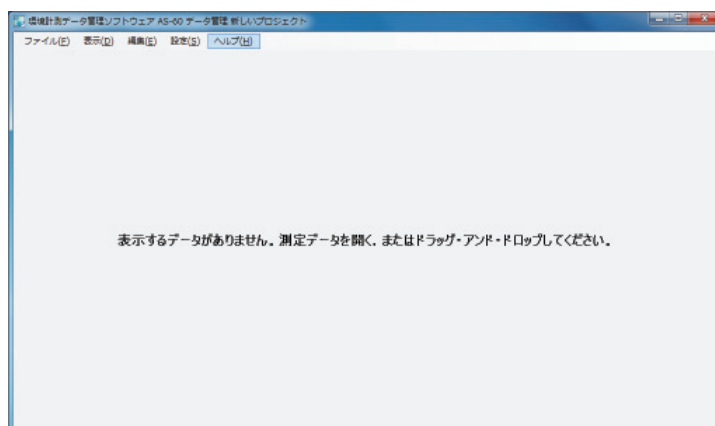 環境計測データ管理ソフトウェア AS-60 データ管理 新しいプロジェクト
ファイル(F) 表示(D) 編集(E) 設定(S) ヘルプ(H)
表示するデータがありません。測定データを開く、またはドラッグ・アンド・ドロップしてください。